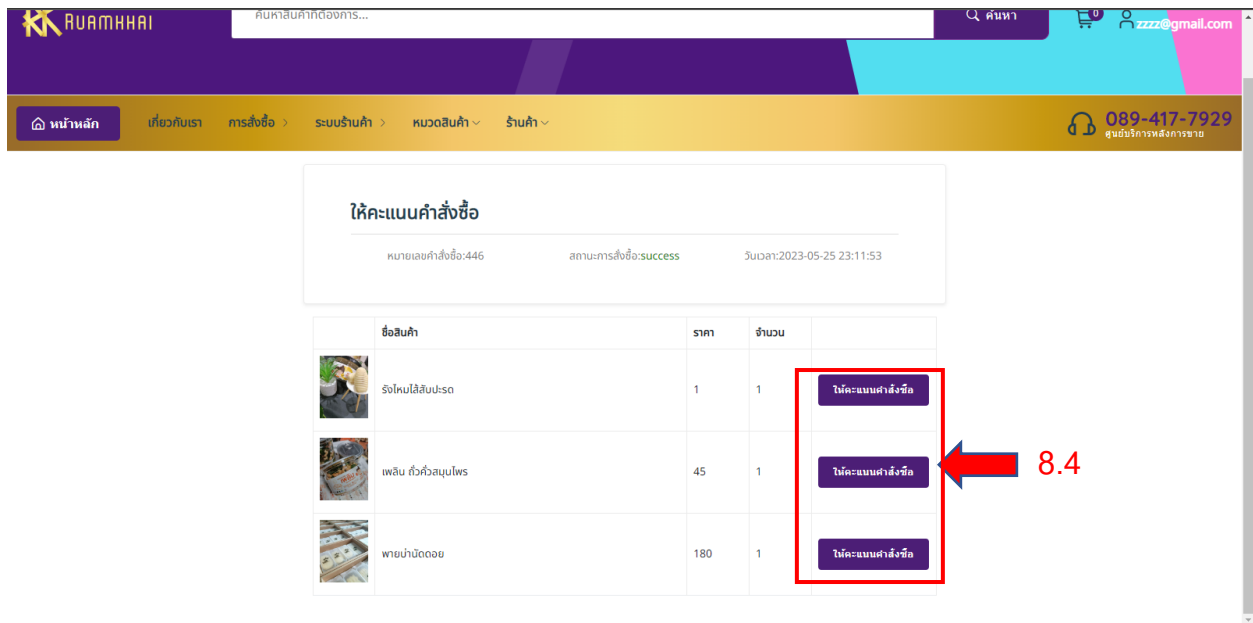 KK RUAMHHAI
ค้นหาสินค้าที่ต้องการ...
ค้นหา
0
zzzz@gmail.com
หน้าหลัก
เกี่ยวกับเรา
การสั่งซื้อ
ระบบร้านค้า
หมวดสินค้า
ร้านค้า
089-417-7929
ศูนย์บริการหลังการขาย
ให้คะแนนคำสั่งซื้อ
หมายเลขคำสั่งซื้อ:446 สถานะการสั่งซื้อ:success วันเวลา:2023-05-25 23:11:53
ชื่อสินค้า ราคา จำนวน
รังไหมไส้สับปะรด 1 1 ให้คะแนนคำสั่งซื้อ
เพลิน ถั่วคั่วสมุนไพร 45 1 ให้คะแนนคำสั่งซื้อ
8.4
พายน่านัดดอย 180 1 ให้คะแนนคำสั่งซื้อ